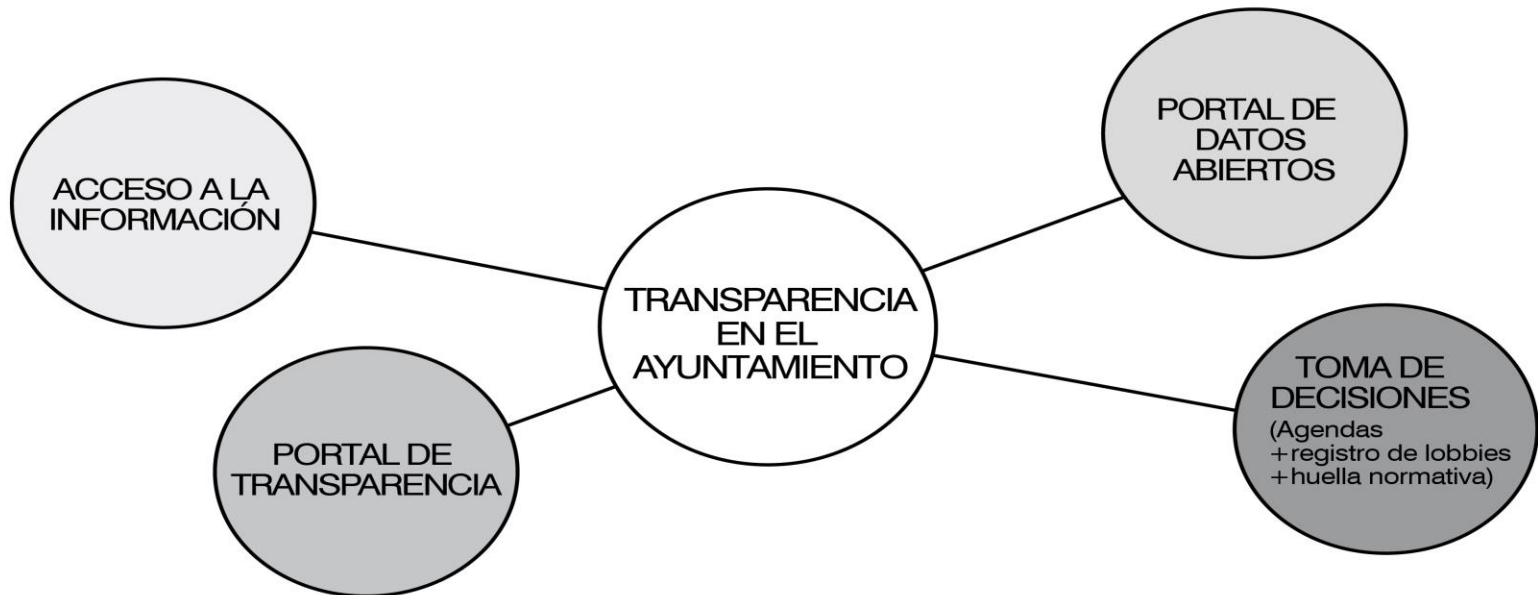 ACCESO A LA
INFORMACIÓN
PORTAL DE
DATOS
ABIERTOS
TRANSPARENCIA
EN EL
AYUNTAMIENTO
PORTAL DE
TRANSPARENCIA
TOMA DE
DECISIONES
(Agendas
+registro de lobbies
+huella normativa)